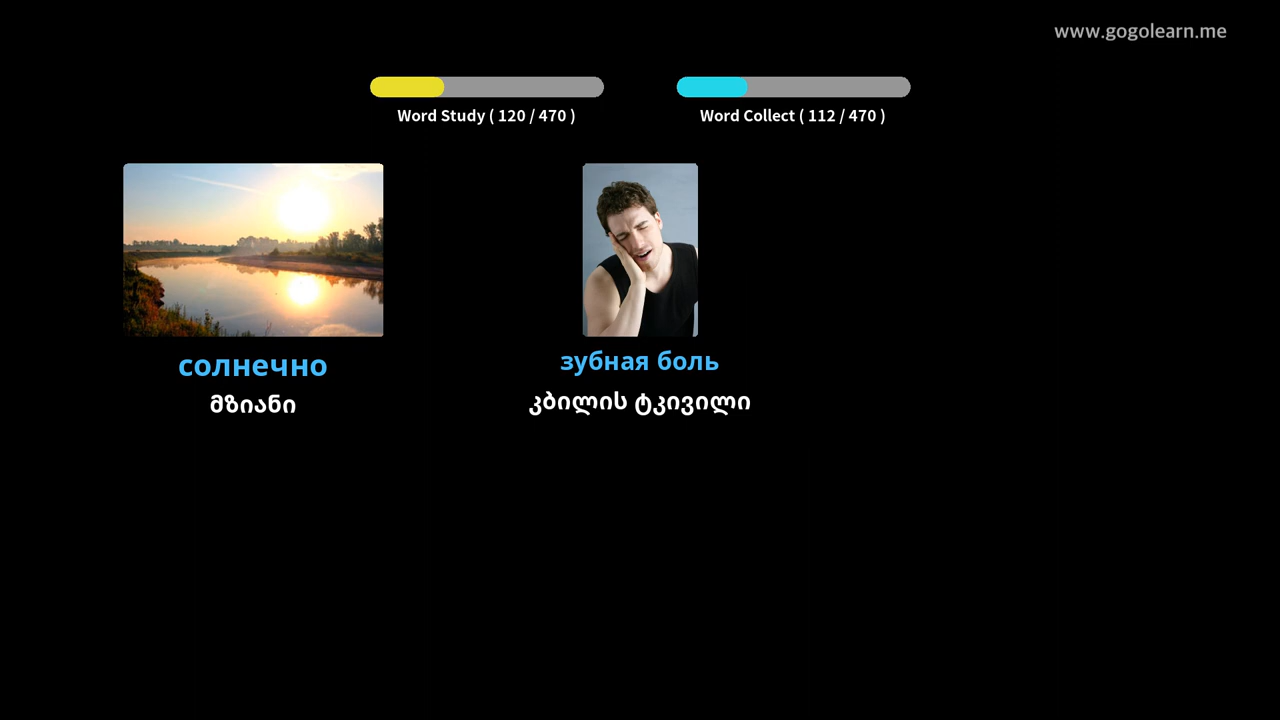 www.gogolearn.me
Word Study ( 120 / 470 )
Word Collect ( 112 / 470 )
солнечно
მზიანი
зубная боль
კბილის ტკივილი